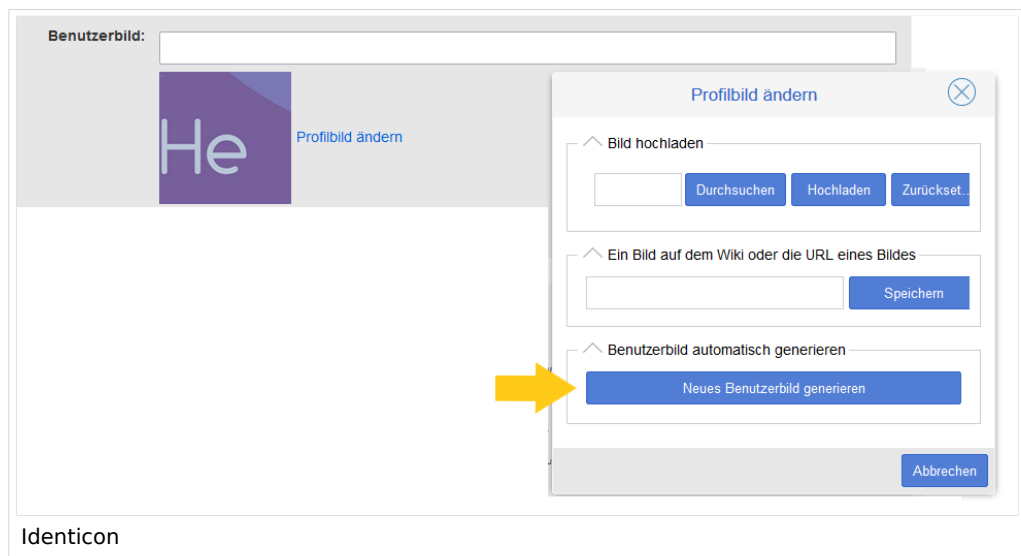 Benutzerbild:
He
Profilbild ändern
Profilbild ändern
Bild hochladen
Durchsuchen
Hochladen
Zurückset..
Ein Bild auf dem Wiki oder die URL eines Bildes
Speichern
Benutzerbild automatisch generieren
Neues Benutzerbild generieren
Abbrechen
Identicon